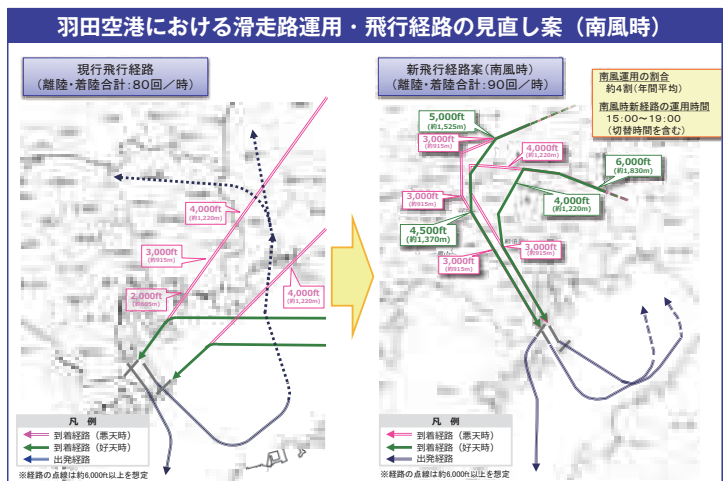 羽田空港における滑走路運用・飛行経路の見直し案（南風時）
現行飛行経路
（離陸・着陸合計：80回／時）
4,000ft
(約1,220m)
3,000ft
(約915m)
2,000ft
4,000ft
(約1,220m)
凡　例
到着経路（悪天時）
到着経路（好天時）
出発経路
※経路の点線は約6,000ft以上を想定
新飛行経路案（南風時）
（離陸・着陸合計：90回／時）
南風運用の割合
約4割（年間平均）
南風時新経路の運用時間
15:00～19:00
（切替時間を含む）
5,000ft
(約1,525m)
3,000ft
(約915m)
4,000ft
(約1,220m)
6,000ft
(約1,830m)
3,000ft
(約915m)
4,000ft
(約1,220m)
4,500ft
(約1,370m)
3,000ft
(約915m)
3,000ft
(約915m)
凡　例
到着経路（悪天時）
到着経路（好天時）
出発経路
※経路の点線は約6,000ft以上を想定